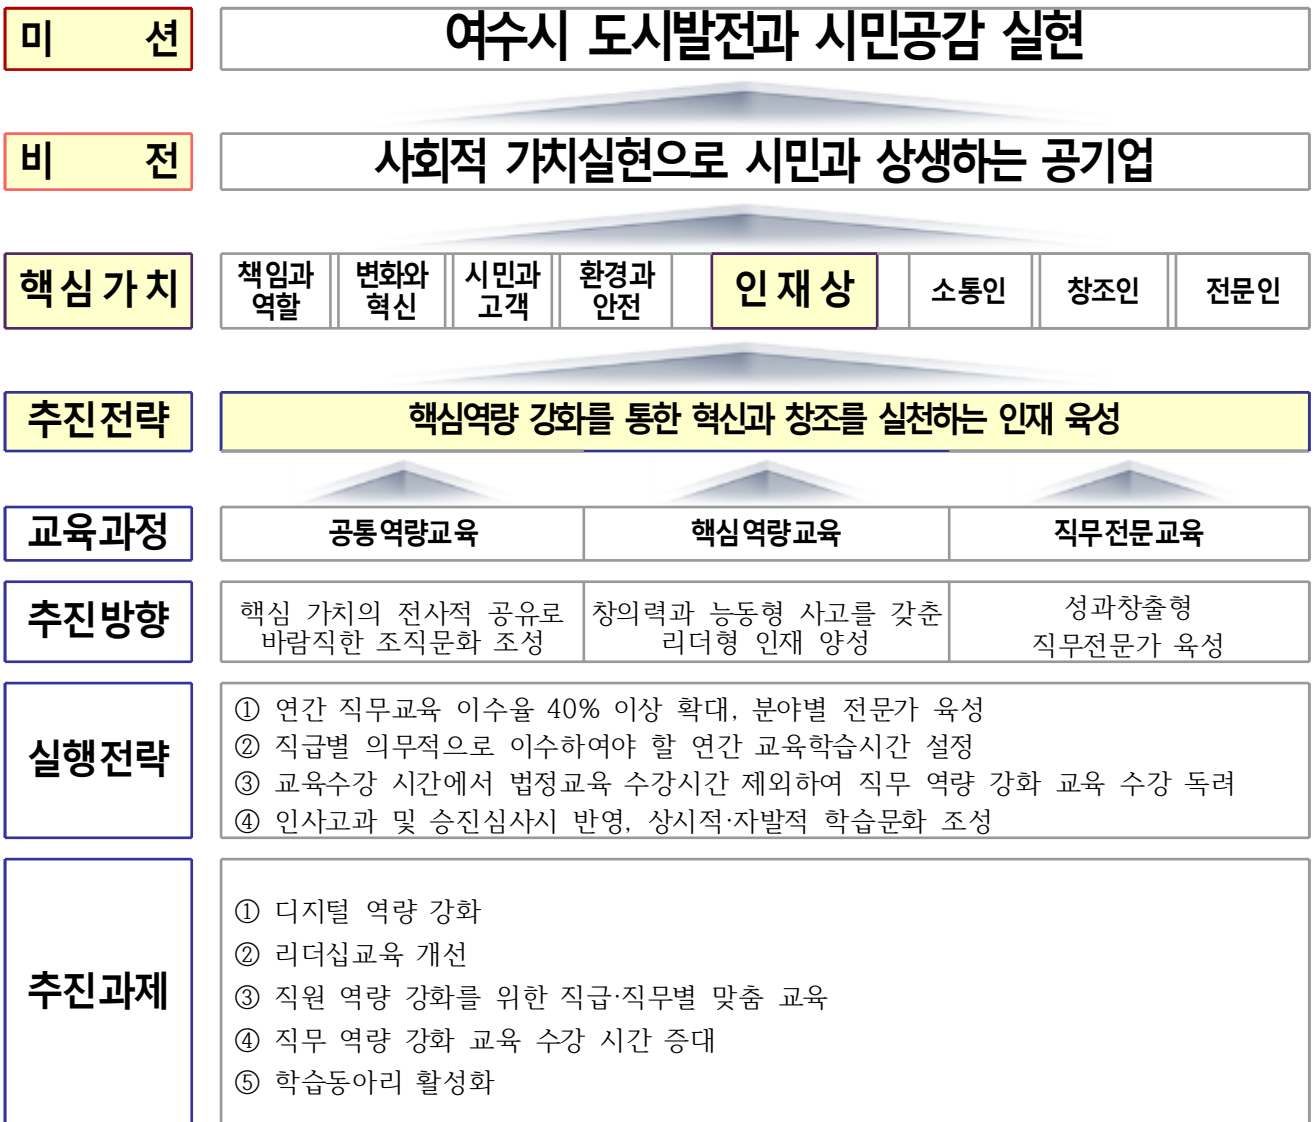 미 션
여수시 도시발전과 시민공감 실현
비 전
사회적 가치실현으로 시민과 상생하는 공기업
핵심가치
책임과
역할
변화와
혁신
시민과
고객
환경과
안전
인재상
소통인
창조인
전문인
추진전략
핵심역량 강화를 통한 혁신과 창조를 실천하는 인재 육성
교육과정
공통역량교육
핵심역량교육
직무전문교육
추진방향
핵심 가치의 전사적 공유로
바람직한 조직문화 조성
창의력과 능동형 사고를 갖춘
리더형 인재 양성
성과창출형
직무전문가 육성
실행전략
① 연간 직무교육 이수율 40% 이상 확대, 분야별 전문가 육성
② 직급별 의무적으로 이수하여야 할 연간 교육학습시간 설정
③ 교육수강 시간에서 법정교육 수강시간 제외하여 직무 역량 강화 교육 수강 독려
④ 인사고과 및 승진심사시 반영, 상시적·자발적 학습문화 조성
추진과제
① 디지털 역량 강화
② 리더십교육 개선
③ 직원 역량 강화를 위한 직급·직무별 맞춤 교육
④ 직무 역량 강화 교육 수강 시간 증대
⑤ 학습동아리 활성화